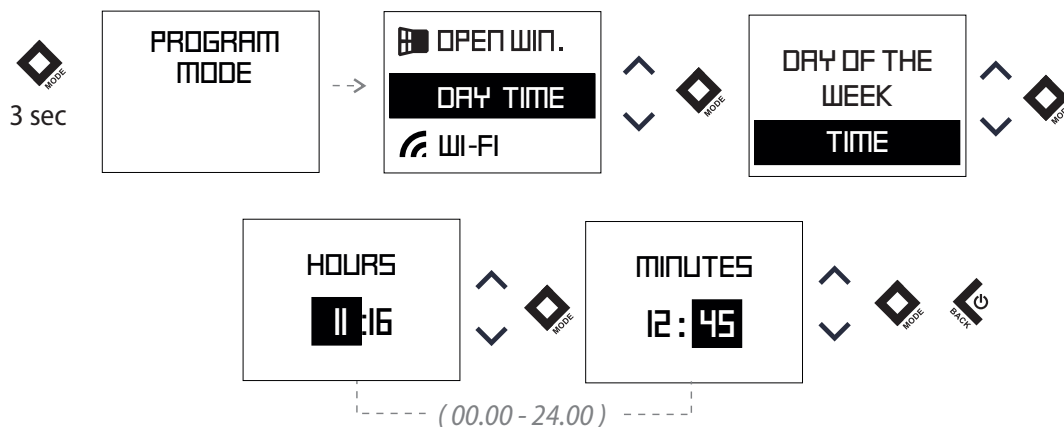 PROGRAM
MODE
MODE
3 sec
OPEN WIN.
DAY TIME
WI-FI
MODE
DAY OF THE
WEEK
TIME
MODE
HOURS
11:16
MODE
MINUTES
12:45
MODE
BACK
( 00.00 - 24.00 )